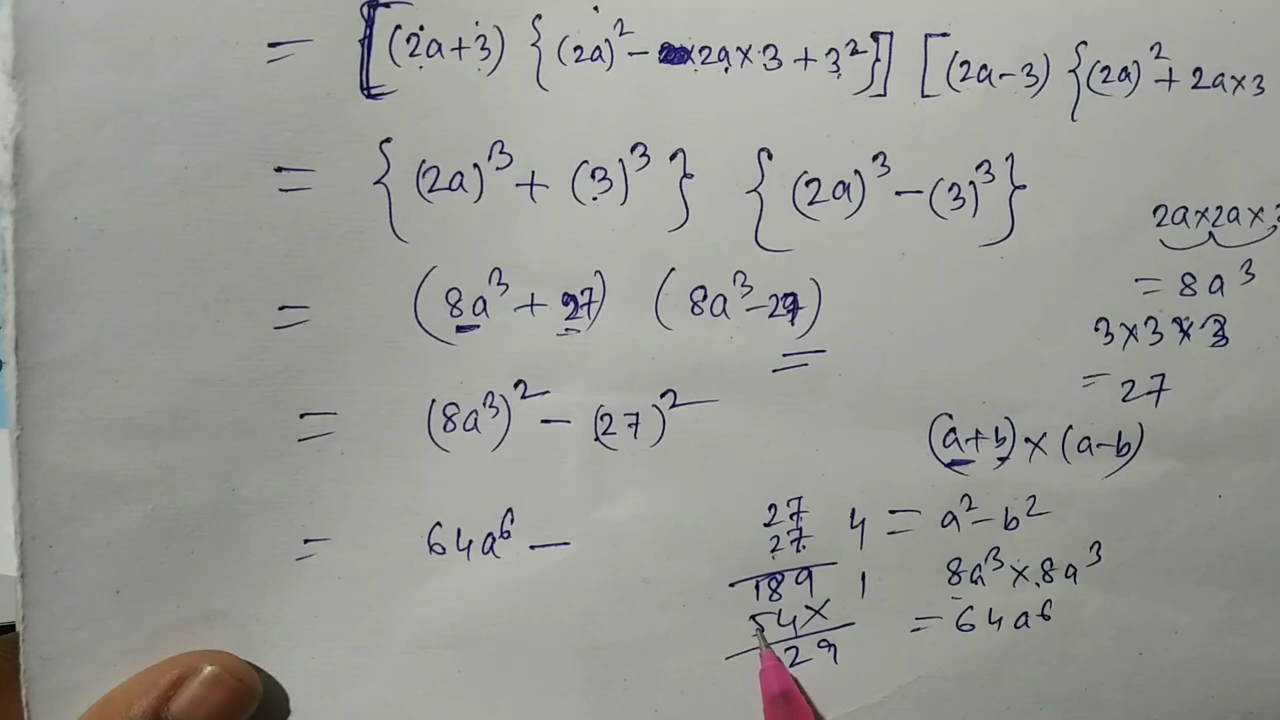 = [(2a+3) {(2a)² - 2a×3 + 3²}] [(2a-3) {(2a)² + 2a×3
= {(2a)³ + (3)³} {(2a)³ - (3)³}
2a×2a×
= 8a³
= (8a³ + 27) (8a³ - 27)
3×3×3
= 27
= (8a³)² - (27)²
(a+b)×(a-b)
= a² - b²
= 64a⁶ -
27 4
27
189 1
54×
29
8a³×8a³
= 64a⁶